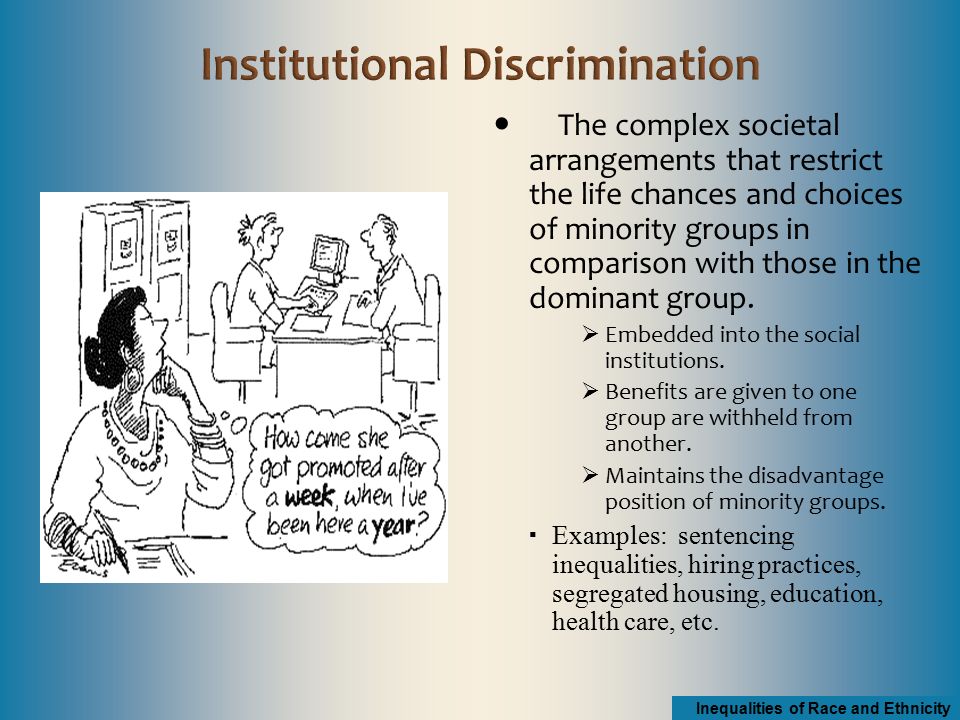 Institutional Discrimination
The complex societal
arrangements that restrict
the life chances and choices
of minority groups in
comparison with those in the
dominant group.
Embedded into the social
institutions.
Benefits are given to one
group are withheld from
another.
Maintains the disadvantage
position of minority groups.
Examples: sentencing
inequalities, hiring practices,
segregated housing, education,
health care, etc.
How come she
got promoted after
a week, when I've
been here a year?
Evans
Inequalities of Race and Ethnicity